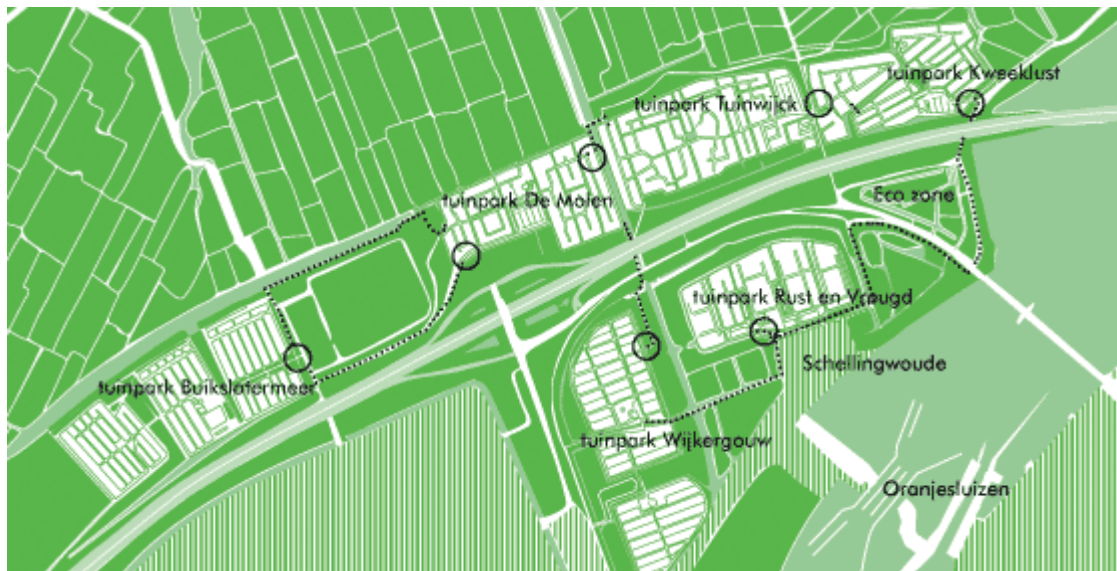 tuinpark Kweeklust
tuinpark Tuinwijck
tuinpark De Molen
Eco zone
tuinpark Rust en Vreugd
Schellingwoude
tuinpark Buikslotermeer
tuinpark Wijkergouw
Oranjesluizen